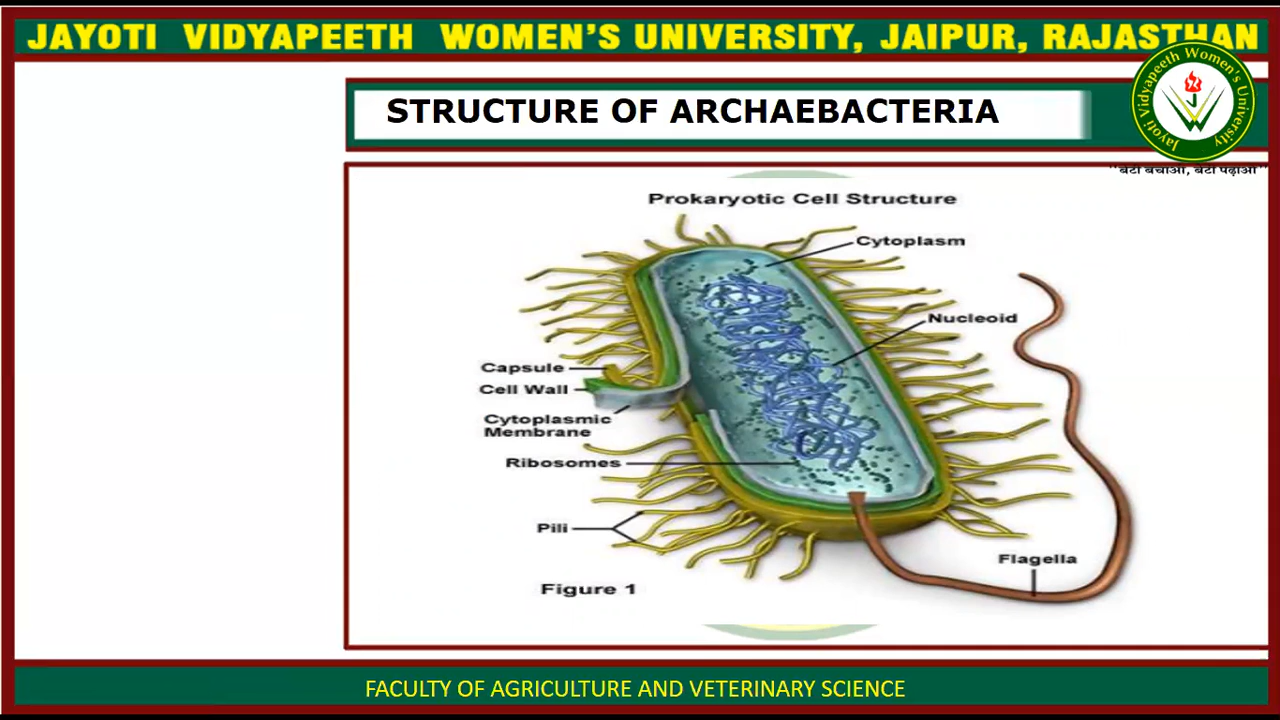 JAYOTI VIDYAPEETH WOMEN'S UNIVERSITY, JAIPUR, RAJASTHAN
STRUCTURE OF ARCHAEBACTERIA
Jayoti Vidyapeeth Women's University
"बेटी बचाओ, बेटी पढ़ाओ"
Prokaryotic Cell Structure
Cytoplasm
Nucleoid
Capsule
Cell Wall
Cytoplasmic
Membrane
Ribosomes
Pili
Flagella
Figure 1
FACULTY OF AGRICULTURE AND VETERINARY SCIENCE